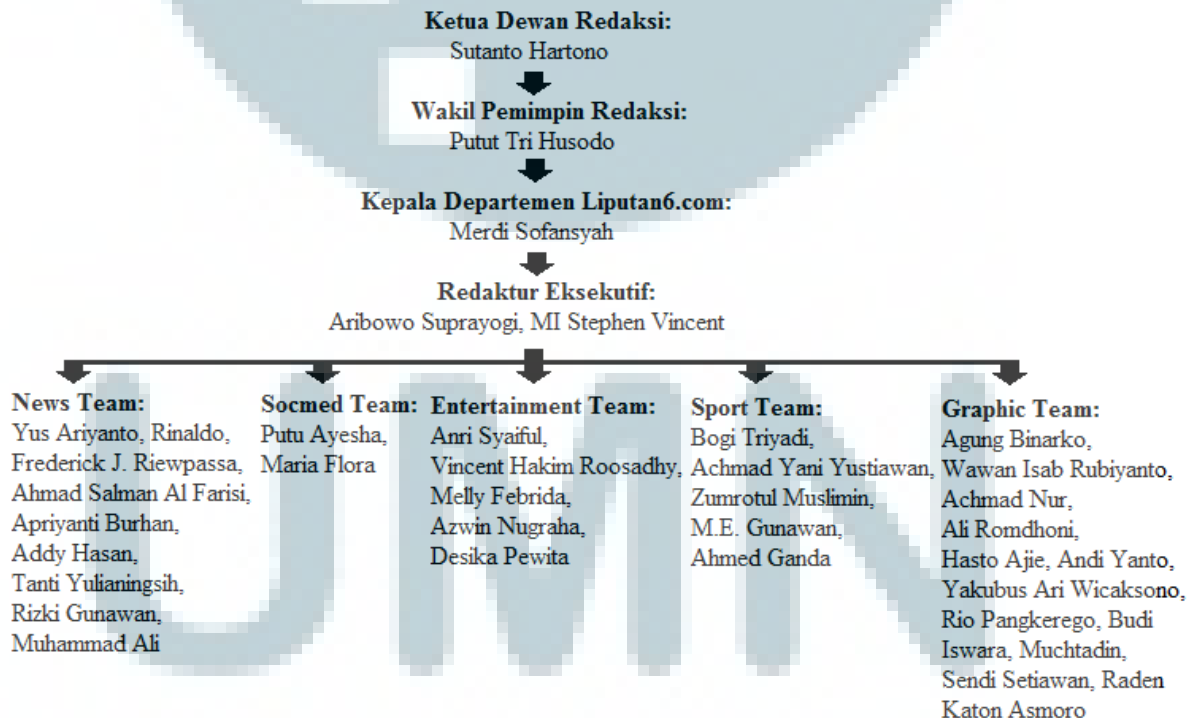 Ketua Dewan Redaksi:
Sutanto Hartono
Wakil Pemimpin Redaksi:
Putut Tri Husodo
Kepala Departemen Liputan6.com:
Merdi Sofansyah
Redaktur Eksekutif:
Aribowo Suprayogi, MI Stephen Vincent
News Team:
Yus Ariyanto, Rinaldo,
Frederick J. Riewpassa,
Ahmad Salman Al Farisi,
Apriyanti Burhan,
Addy Hasan,
Tanti Yulianingsih,
Rizki Gunawan,
Muhammad Ali
Socmed Team:
Putu Ayesha,
Maria Flora
Entertainment Team:
Anri Syaiful,
Vincent Hakim Roosadhy,
Melly Febrida,
Azwin Nugraha,
Desika Pewita
Sport Team:
Bogi Triyadi,
Achmad Yani Yustiawan,
Zumrotul Muslimin,
M.E. Gunawan,
Ahmed Ganda
Graphic Team:
Agung Binarko,
Wawan Isab Rubiyanto,
Achmad Nur,
Ali Romdhoni,
Hasto Ajie, Andi Yanto,
Yakubus Ari Wicaksono,
Rio Pangkerego, Budi
Iswara, Muchtadin,
Sendi Setiawan, Raden
Katon Asmoro
UMN